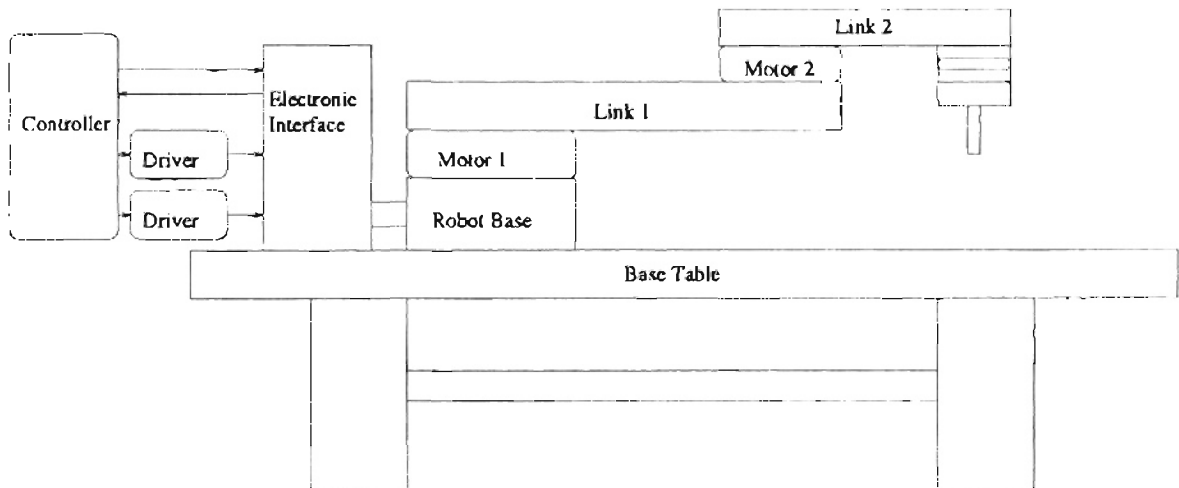 Link 2
Motor 2
Electronic
Interface
Link 1
Controller
Driver
Motor 1
Driver
Robot Base
Base Table